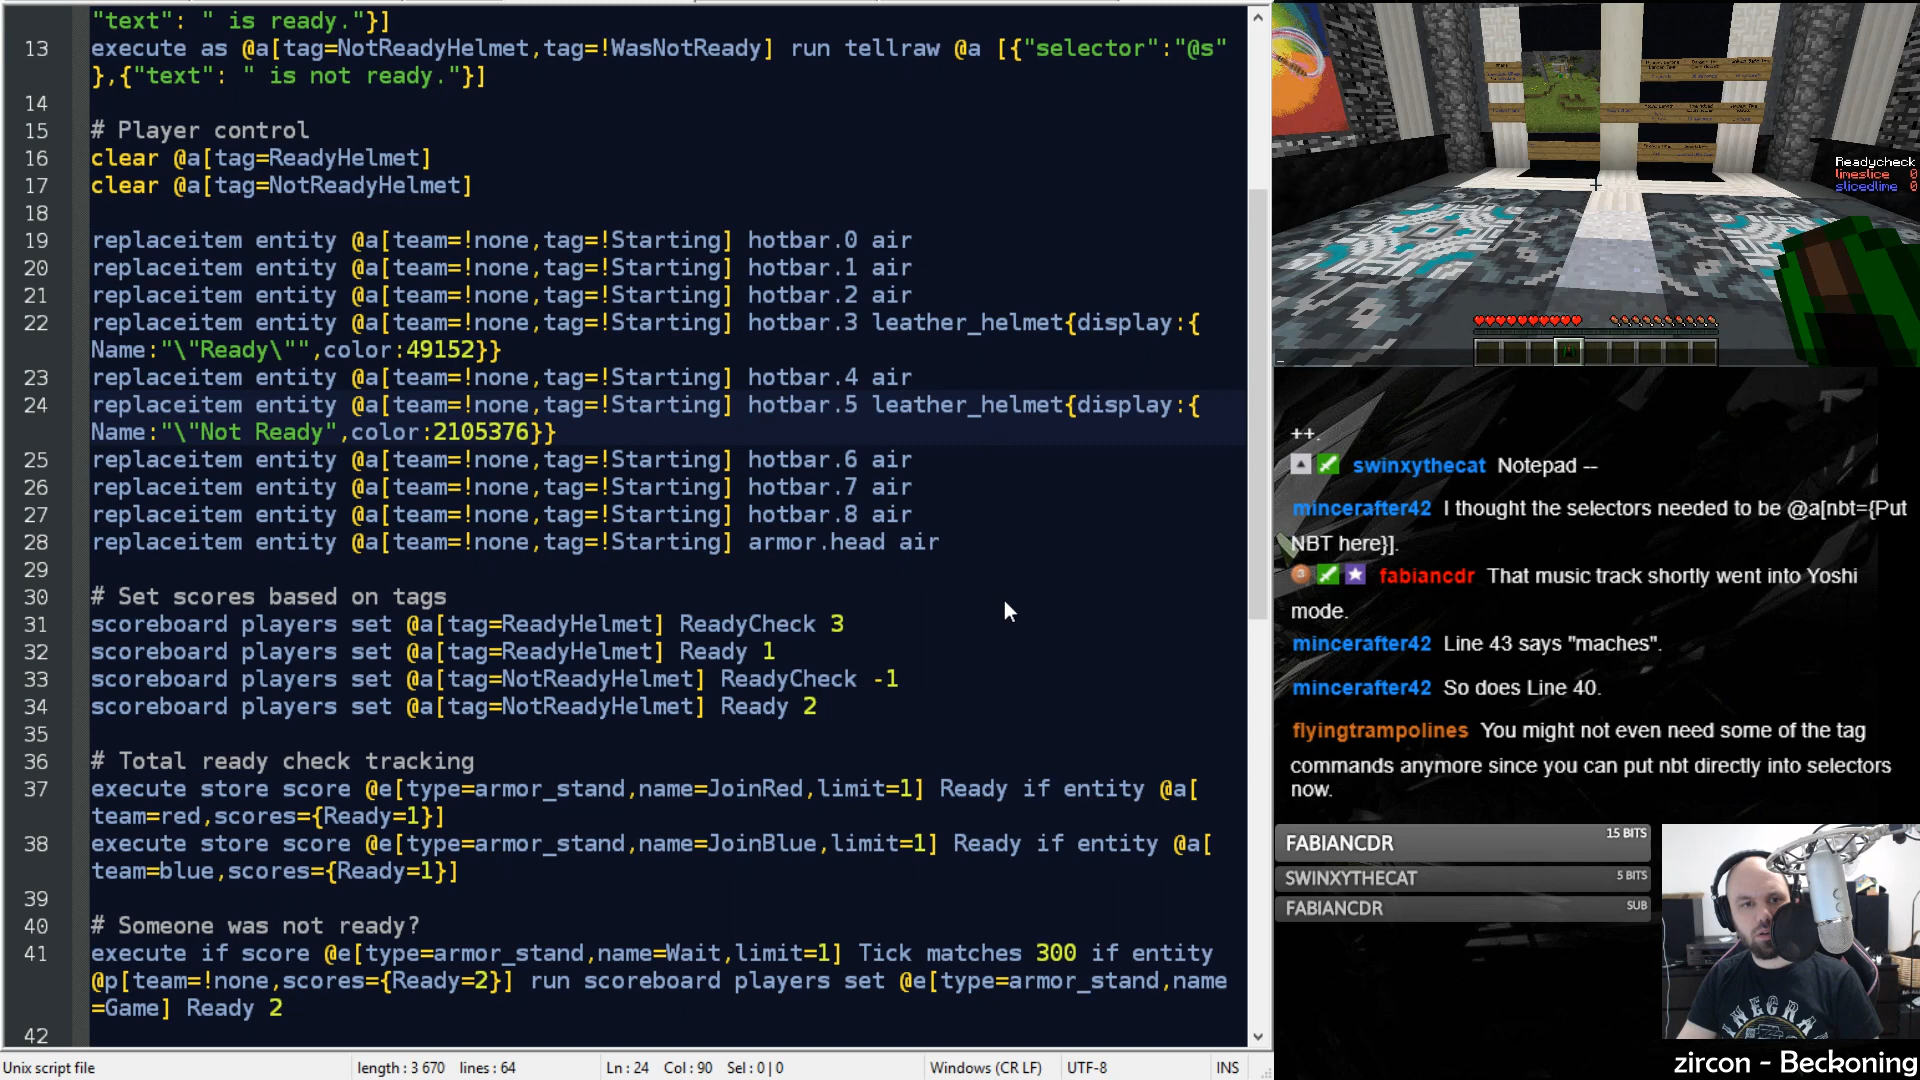 "text": " is ready."}]
13 execute as @a[tag=NotReadyHelmet,tag=!WasNotReady] run tellraw @a [{"selector":"@s"
},{"text": " is not ready."}]
14
15 # Player control
16 clear @a[tag=ReadyHelmet]
17 clear @a[tag=NotReadyHelmet]
18
19 replaceitem entity @a[team=!none,tag=!Starting] hotbar.0 air
20 replaceitem entity @a[team=!none,tag=!Starting] hotbar.1 air
21 replaceitem entity @a[team=!none,tag=!Starting] hotbar.2 air
22 replaceitem entity @a[team=!none,tag=!Starting] hotbar.3 leather_helmet{display:{
Name:"\"Ready\"",color:49152}}
23 replaceitem entity @a[team=!none,tag=!Starting] hotbar.4 air
24 replaceitem entity @a[team=!none,tag=!Starting] hotbar.5 leather_helmet{display:{
Name:"\"Not Ready",color:2105376}}
25 replaceitem entity @a[team=!none,tag=!Starting] hotbar.6 air
26 replaceitem entity @a[team=!none,tag=!Starting] hotbar.7 air
27 replaceitem entity @a[team=!none,tag=!Starting] hotbar.8 air
28 replaceitem entity @a[team=!none,tag=!Starting] armor.head air
29
30 # Set scores based on tags
31 scoreboard players set @a[tag=ReadyHelmet] ReadyCheck 3
32 scoreboard players set @a[tag=ReadyHelmet] Ready 1
33 scoreboard players set @a[tag=NotReadyHelmet] ReadyCheck -1
34 scoreboard players set @a[tag=NotReadyHelmet] Ready 2
35
36 # Total ready check tracking
37 execute store score @e[type=armor_stand,name=JoinRed,limit=1] Ready if entity @a[
team=red,scores={Ready=1}]
38 execute store score @e[type=armor_stand,name=JoinBlue,limit=1] Ready if entity @a[
team=blue,scores={Ready=1}]
39
40 # Someone was not ready?
41 execute if score @e[type=armor_stand,name=Wait,limit=1] Tick matches 300 if entity
@p[team=!none,scores={Ready=2}] run scoreboard players set @e[type=armor_stand,name
=Game] Ready 2
42
Unix script file length : 3 670 lines : 64 Ln : 24 Col : 90 Sel : 0 | 0 Windows (CR LF) UTF-8 INS
Readycheck
limeslice 0
slicedlime 0
++.
swinxythecat Notepad --
mincerafter42 I thought the selectors needed to be @a[nbt={Put
NBT here}].
fabiancdr That music track shortly went into Yoshi
mode.
mincerafter42 Line 43 says "maches".
mincerafter42 So does Line 40.
flyingtrampolines You might not even need some of the tag
commands anymore since you can put nbt directly into selectors
now.
FABIANCDR 15 BITS
SWINXYTHECAT 5 BITS
FABIANCDR SUB
zircon - Beckoning